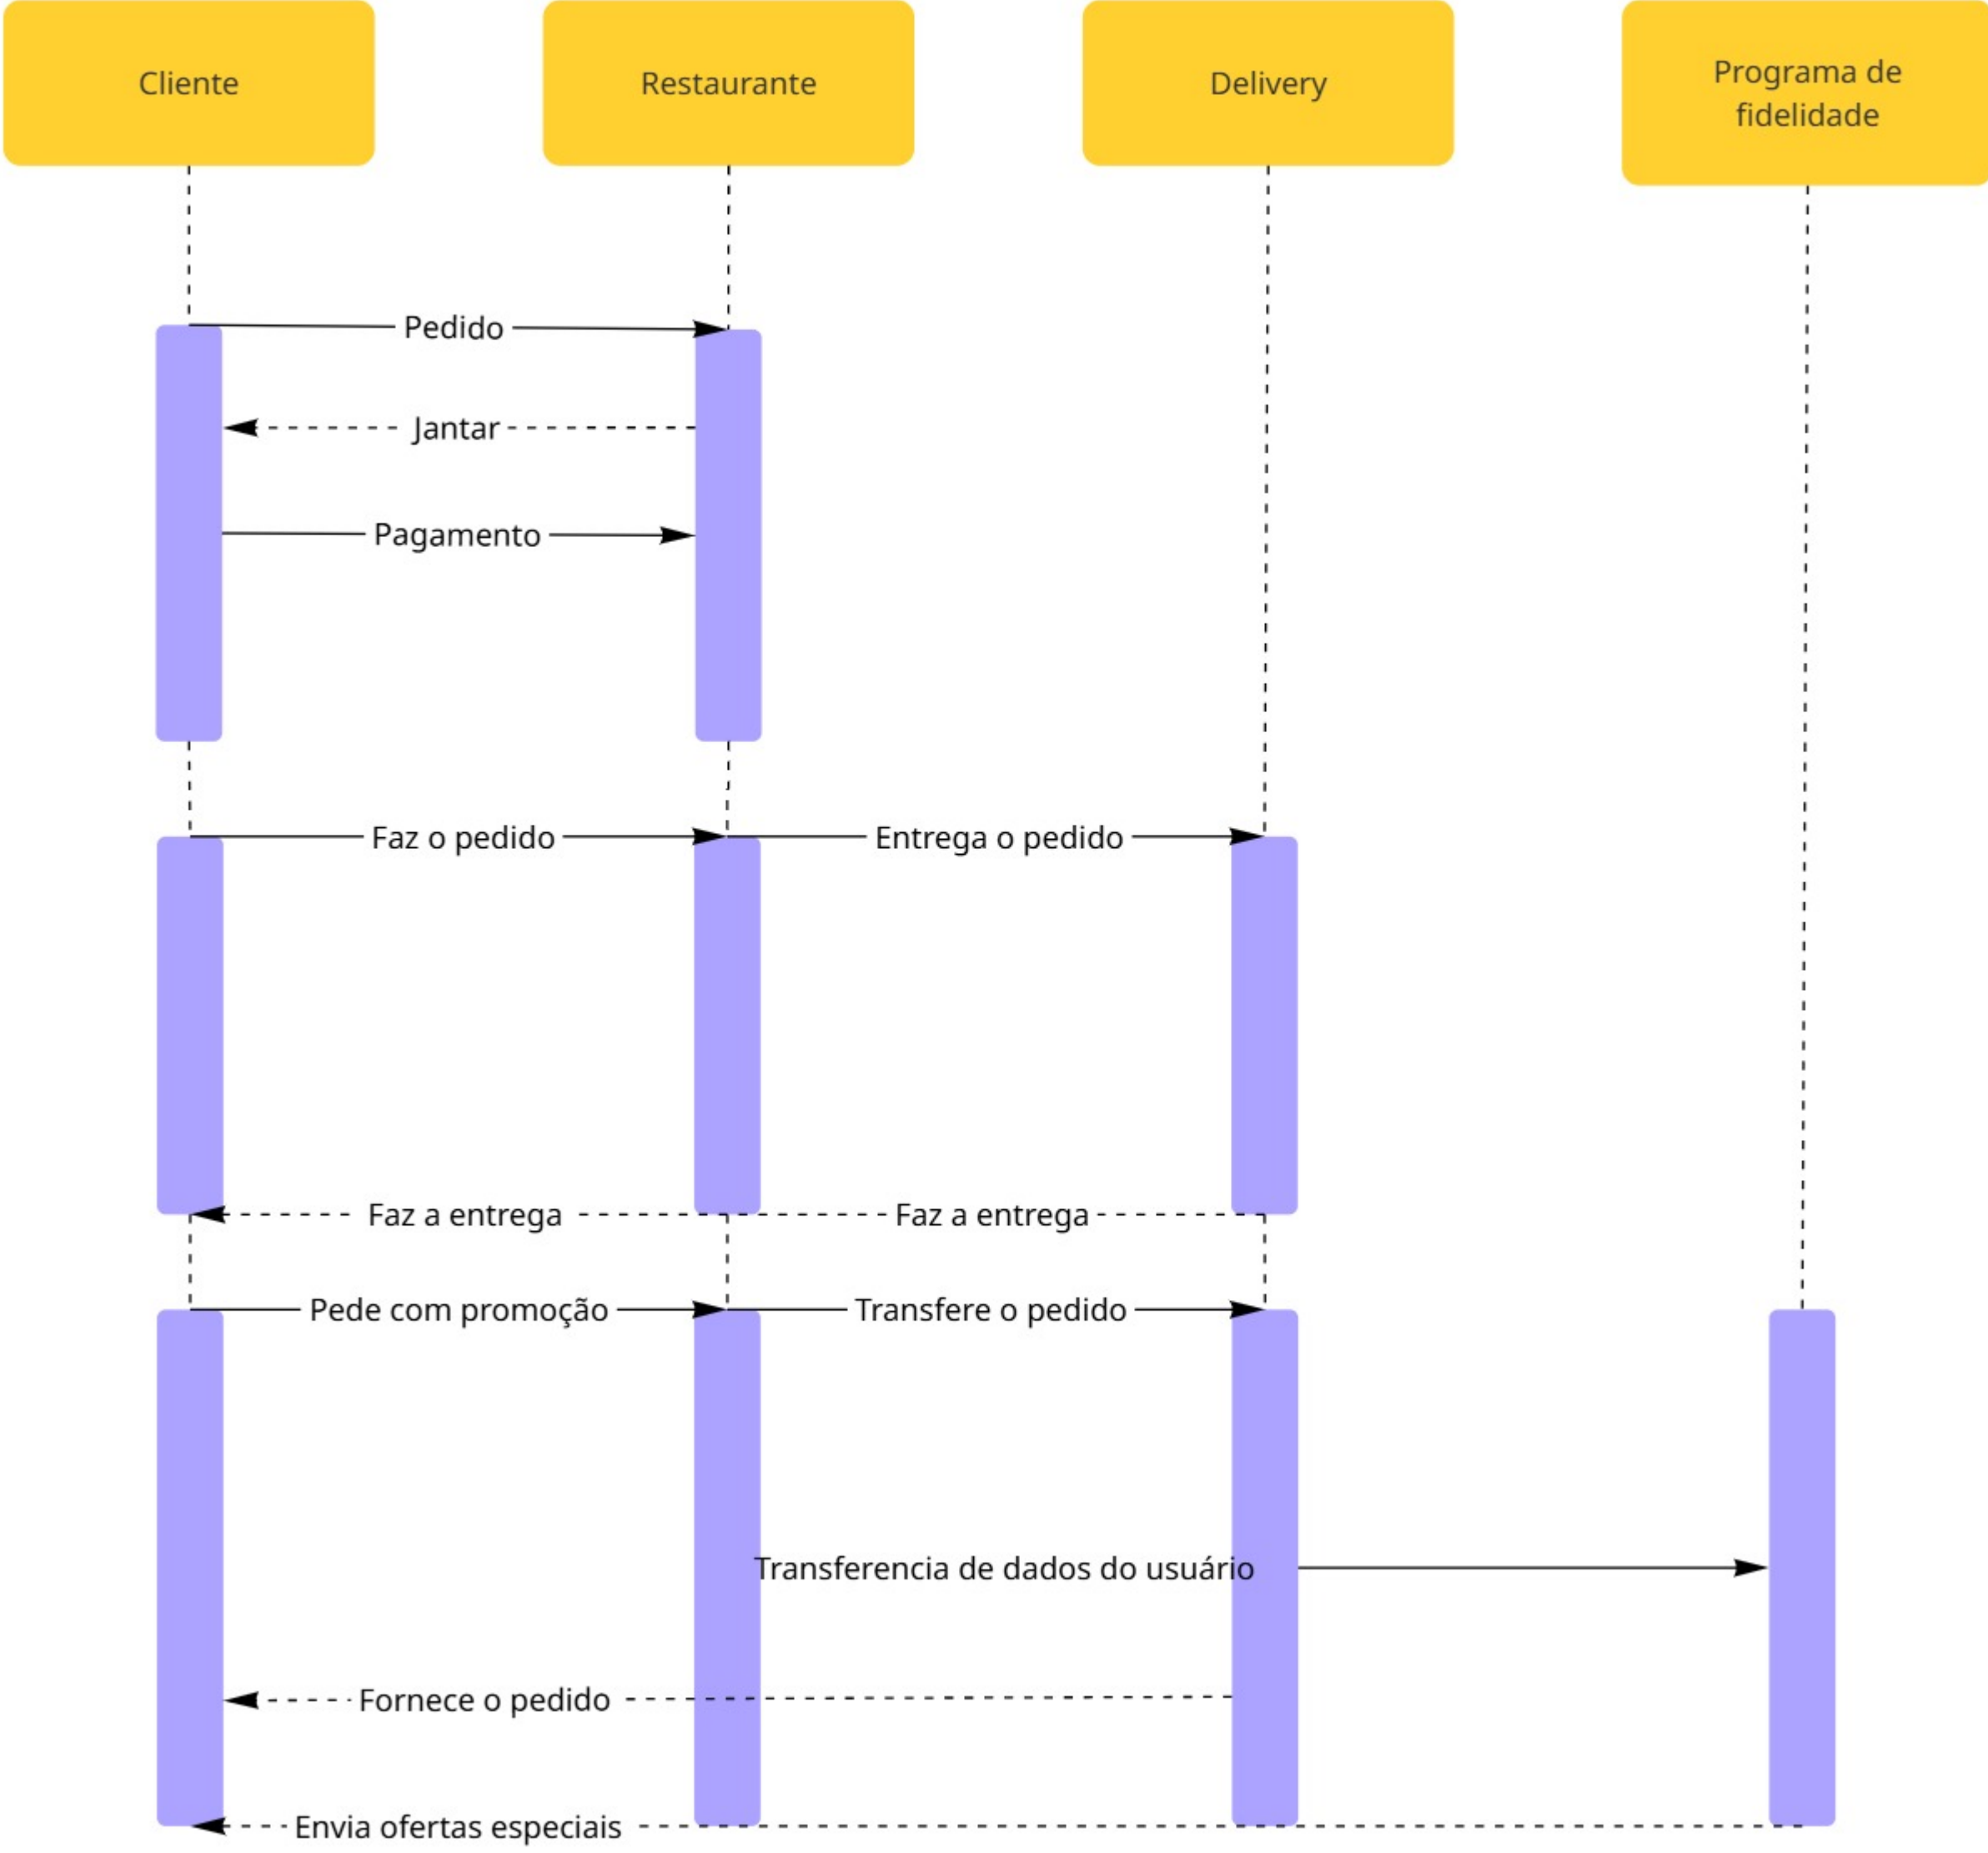 Cliente
Restaurante
Delivery
Programa de
fidelidade
Pedido
Jantar
Pagamento
Faz o pedido
Entrega o pedido
Faz a entrega
Faz a entrega
Pede com promoção
Transfere o pedido
Transferencia de dados do usuário
Fornece o pedido
Envia ofertas especiais